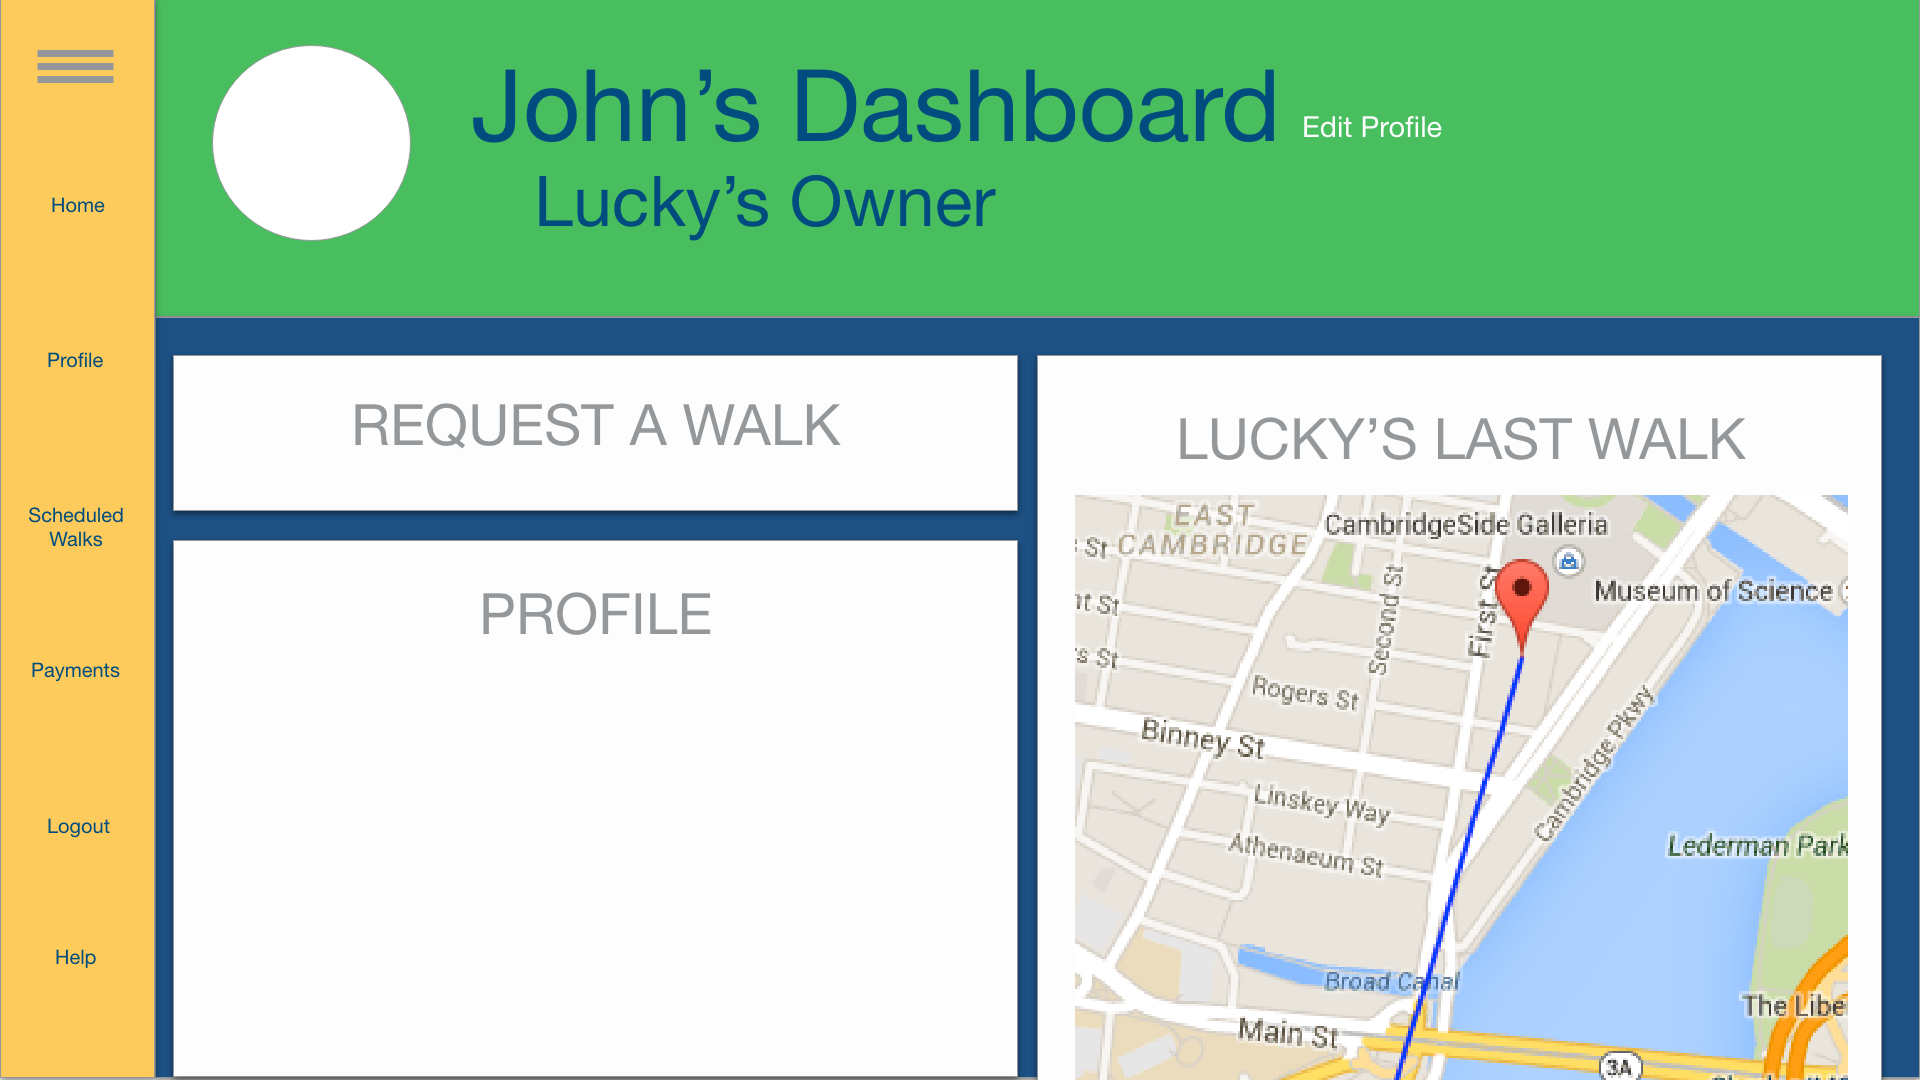 John’s Dashboard
Edit Profile
Lucky’s Owner
Home
Profile
Scheduled
Walks
Payments
Logout
Help
REQUEST A WALK
PROFILE
LUCKY’S LAST WALK
EAST
CAMBRIDGE
CambridgeSide Galleria
St
Museum of Science
nt St
's St
Second St
First St
Rogers St
Binney St
Cambridge Pkwy
Linskey Way
Athenaeum St
Lederman Park
Broad Canal
The Libe
Main St
3A